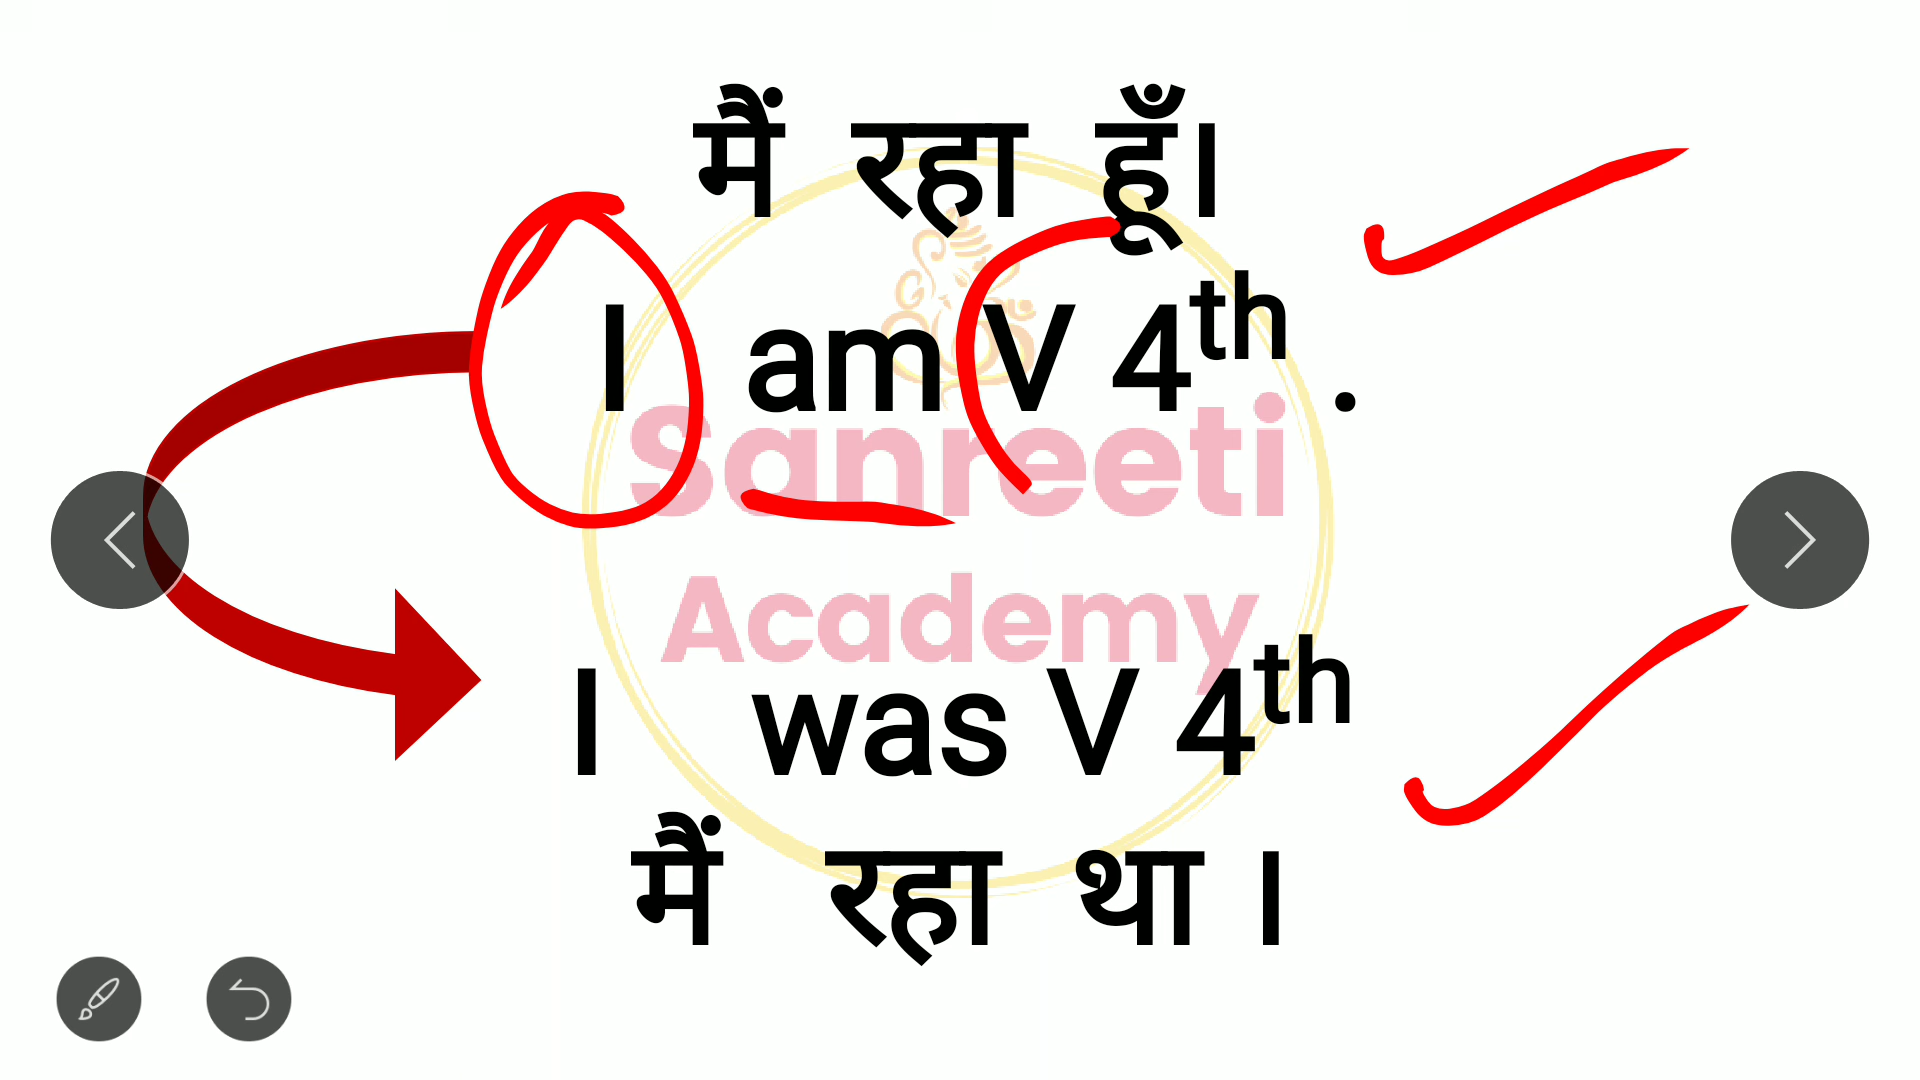 मैं रहा हूँ।
I am V 4th .
Sanreeti
Academy
I was V 4th
मैं रहा था ।